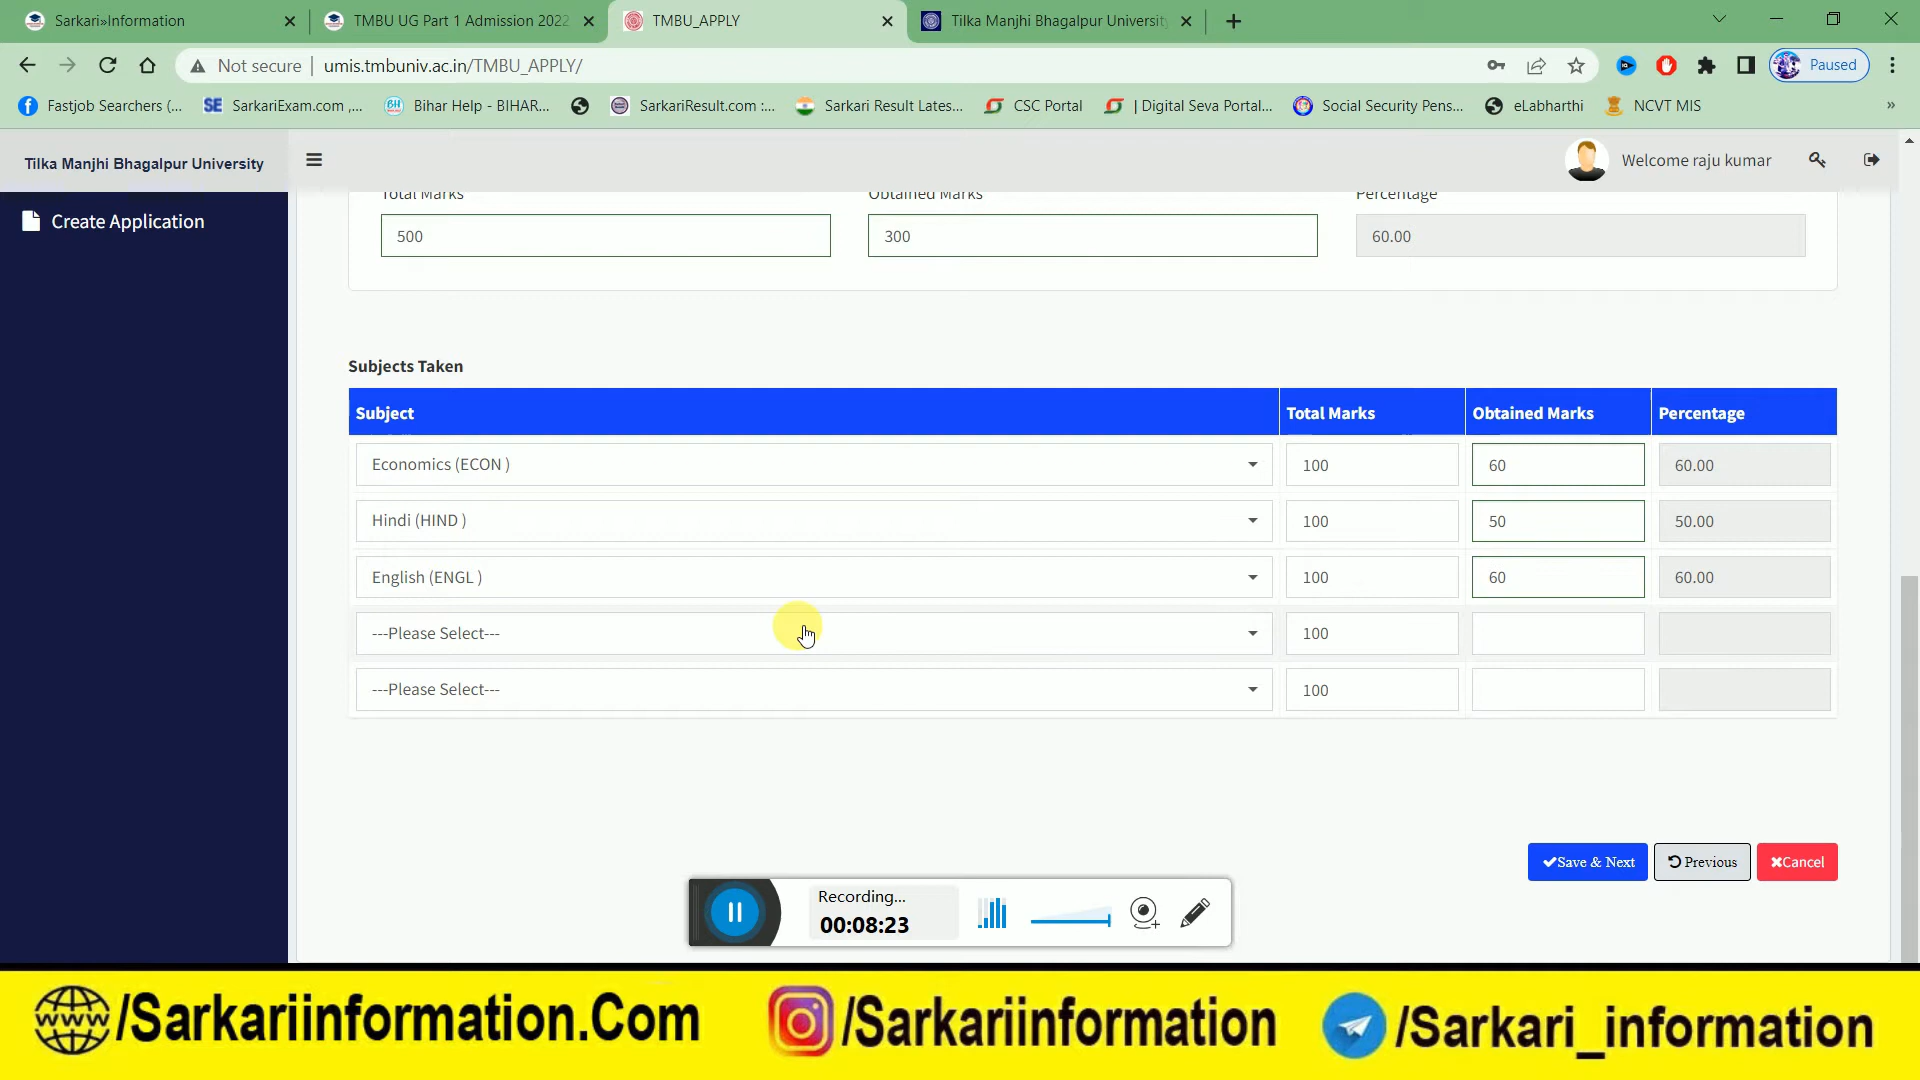 Sarkari»Information
TMBU UG Part 1 Admission 2022
TMBU_APPLY
Tilka Manjhi Bhagalpur University
Not secure
umis.tmbuniv.ac.in/TMBU_APPLY/
Paused
Fastjob Searchers (...
SE SarkariExam.com ,...
BH Bihar Help - BIHAR...
SarkariResult.com :...
Sarkari Result Lates...
CSC Portal
| Digital Seva Portal...
Social Security Pens...
eLabharthi
NCVT MIS
»
Tilka Manjhi Bhagalpur University
Welcome raju kumar
Create Application
Total Marks Obtained Marks Percentage
500 300 60.00
Subjects Taken
Subject Total Marks Obtained Marks Percentage
Economics (ECON ) 100 60 60.00
Hindi (HIND ) 100 50 50.00
English (ENGL ) 100 60 60.00
---Please Select--- 100
---Please Select--- 100
Save & Next Previous Cancel
Recording...
00:08:23
www /Sarkariinformation.Com /Sarkariinformation /Sarkari_information